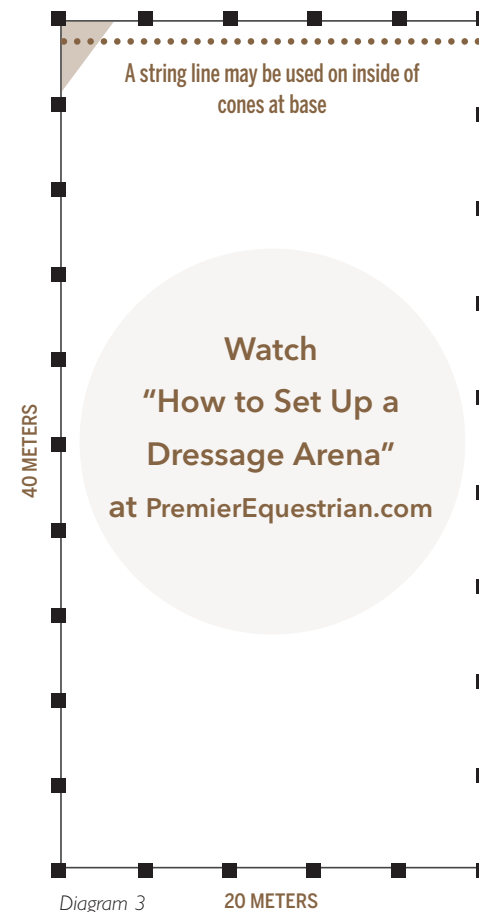 A string line may be used on inside of
cones at base
Watch
"How to Set Up a
Dressage Arena"
at PremierEquestrian.com
40 METERS
Diagram 3
20 METERS